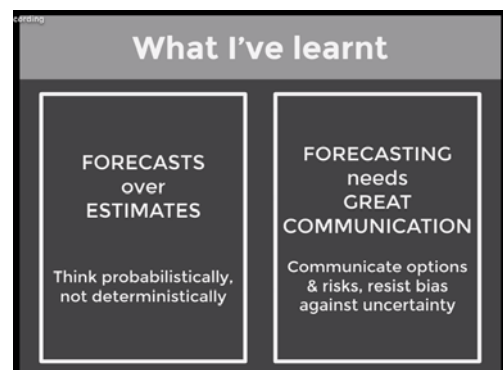 What I've learnt
FORECASTS
over
ESTIMATES
Think probabilistically,
not deterministically
FORECASTING
needs
GREAT
COMMUNICATION
Communicate options
& risks, resist bias
against uncertainty